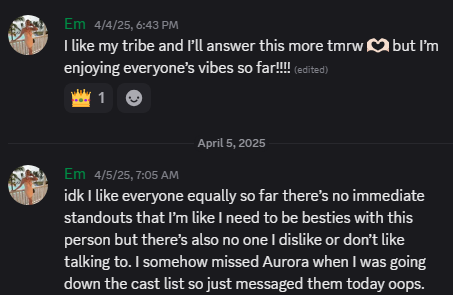 Em 4/4/25, 6:43 PM
I like my tribe and I'll answer this more tmrw 🫶🏻 but I'm
enjoying everyone's vibes so far!!!! (edited)
👑 1
April 5, 2025
Em 4/5/25, 7:05 AM
idk I like everyone equally so far there's no immediate
standouts that I'm like I need to be besties with this
person but there's also no one I dislike or don't like
talking to. I somehow missed Aurora when I was going
down the cast list so just messaged them today oops.